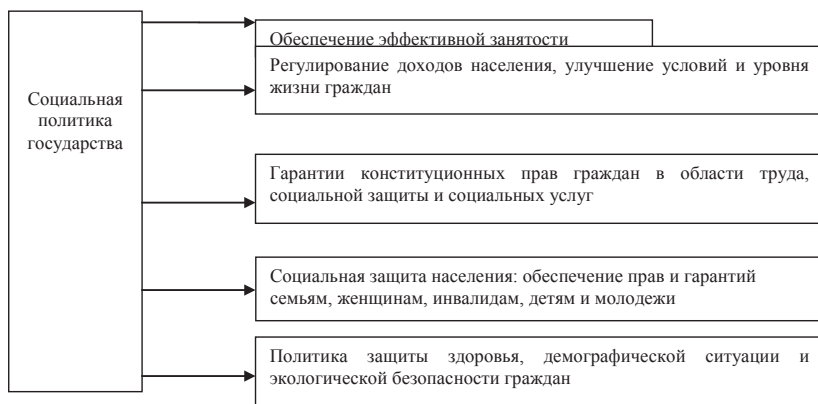 Социальная
политика
государства
Обеспечение эффективной занятости
Регулирование доходов населения, улучшение условий и уровня
жизни граждан
Гарантии конституционных прав граждан в области труда,
социальной защиты и социальных услуг
Социальная защита населения: обеспечение прав и гарантий
семьям, женщинам, инвалидам, детям и молодежи
Политика защиты здоровья, демографической ситуации и
экологической безопасности граждан